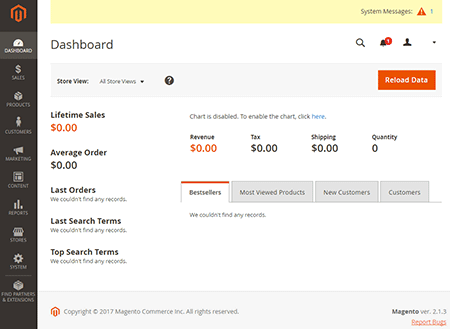 System Messages: 1
Dashboard
1
DASHBOARD
SALES
PRODUCTS
CUSTOMERS
MARKETING
CONTENT
REPORTS
STORES
SYSTEM
FIND PARTNERS
& EXTENSIONS
Store View: All Store Views ?
Reload Data
Lifetime Sales
$0.00
Average Order
$0.00
Last Orders
We couldn't find any records.
Last Search Terms
We couldn't find any records.
Top Search Terms
We couldn't find any records.
Chart is disabled. To enable the chart, click here.
Revenue Tax Shipping Quantity
$0.00 $0.00 $0.00 0
Bestsellers Most Viewed Products New Customers Customers
We couldn't find any records.
Copyright © 2017 Magento Commerce Inc. All rights reserved.
Magento ver. 2.1.3
Report Bugs